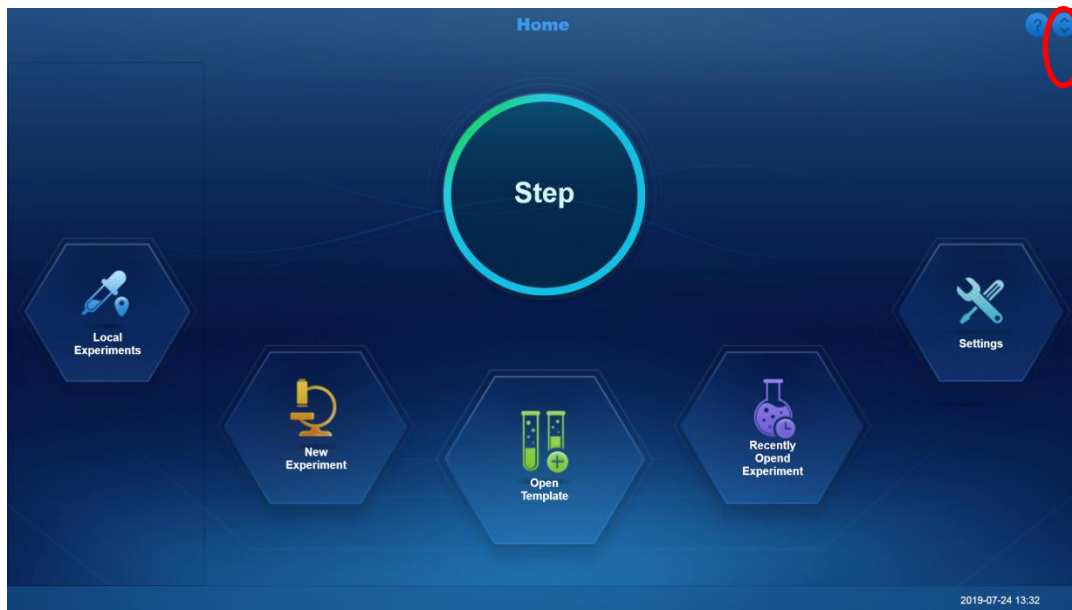 Home
?
Step
Local
Experiments
Settings
New
Experiment
Recently
Opend
Experiment
Open
Template
2019-07-24 13:32